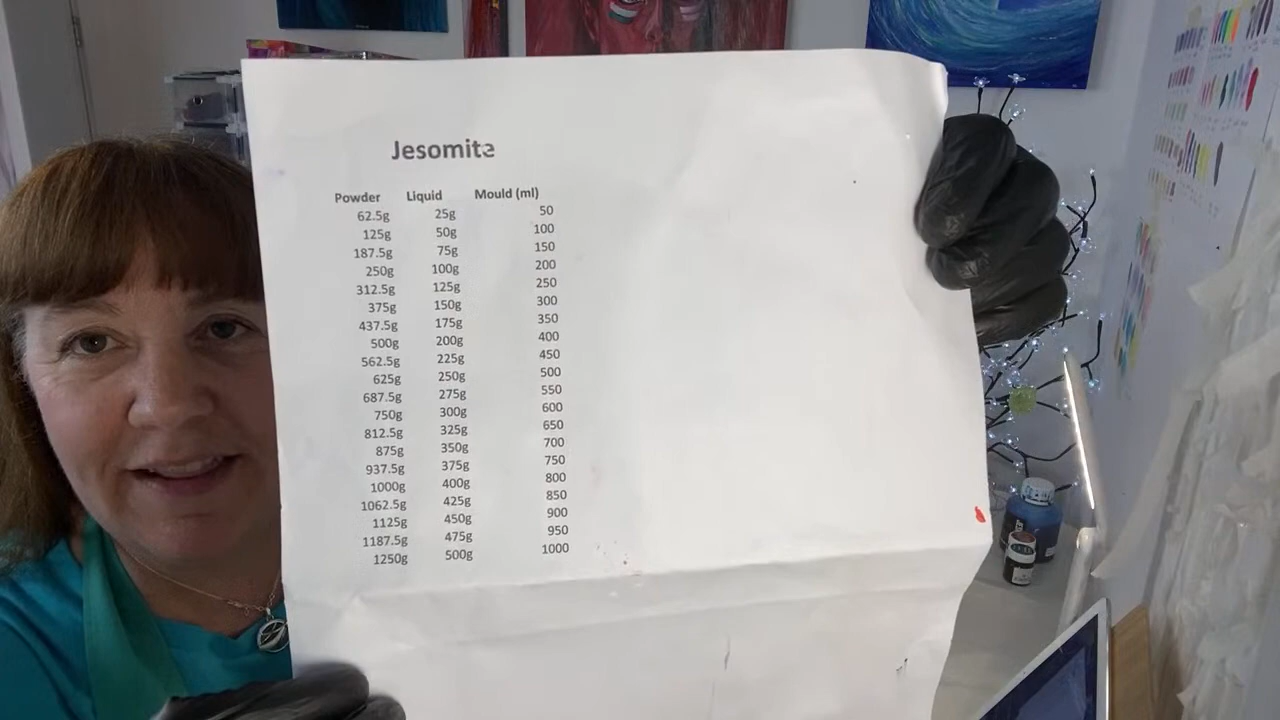 Jesomite
Powder Liquid Mould (ml)
62.5g 25g 50
125g 50g 100
187.5g 75g 150
250g 100g 200
312.5g 125g 250
375g 150g 300
437.5g 175g 350
500g 200g 400
562.5g 225g 450
625g 250g 500
687.5g 275g 550
750g 300g 600
812.5g 325g 650
875g 350g 700
937.5g 375g 750
1000g 400g 800
1062.5g 425g 850
1125g 450g 900
1187.5g 475g 950
1250g 500g 1000